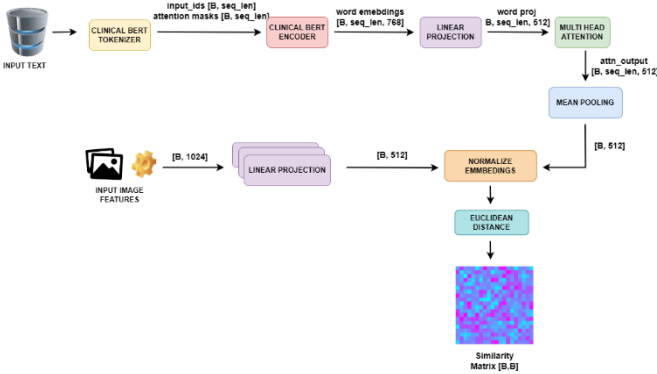 INPUT TEXT
CLINICAL BERT
TOKENIZER
input_ids [B, seq_len]
attention masks [B, seq_len]
CLINICAL BERT
ENCODER
word emebdings
[B, seq_len, 768]
LINEAR
PROJECTION
word proj
B, seq_len, 512]
MULTI HEAD
ATTENTION
attn_output
[B, seq_len, 512]
MEAN POOLING
[B, 512]
INPUT IMAGE
FEATURES
[B, 1024]
LINEAR PROJECTION
[B, 512]
NORMALIZE
EMMBEDINGS
EUCLIDEAN
DISTANCE
Similarity
Matrix [B,B]